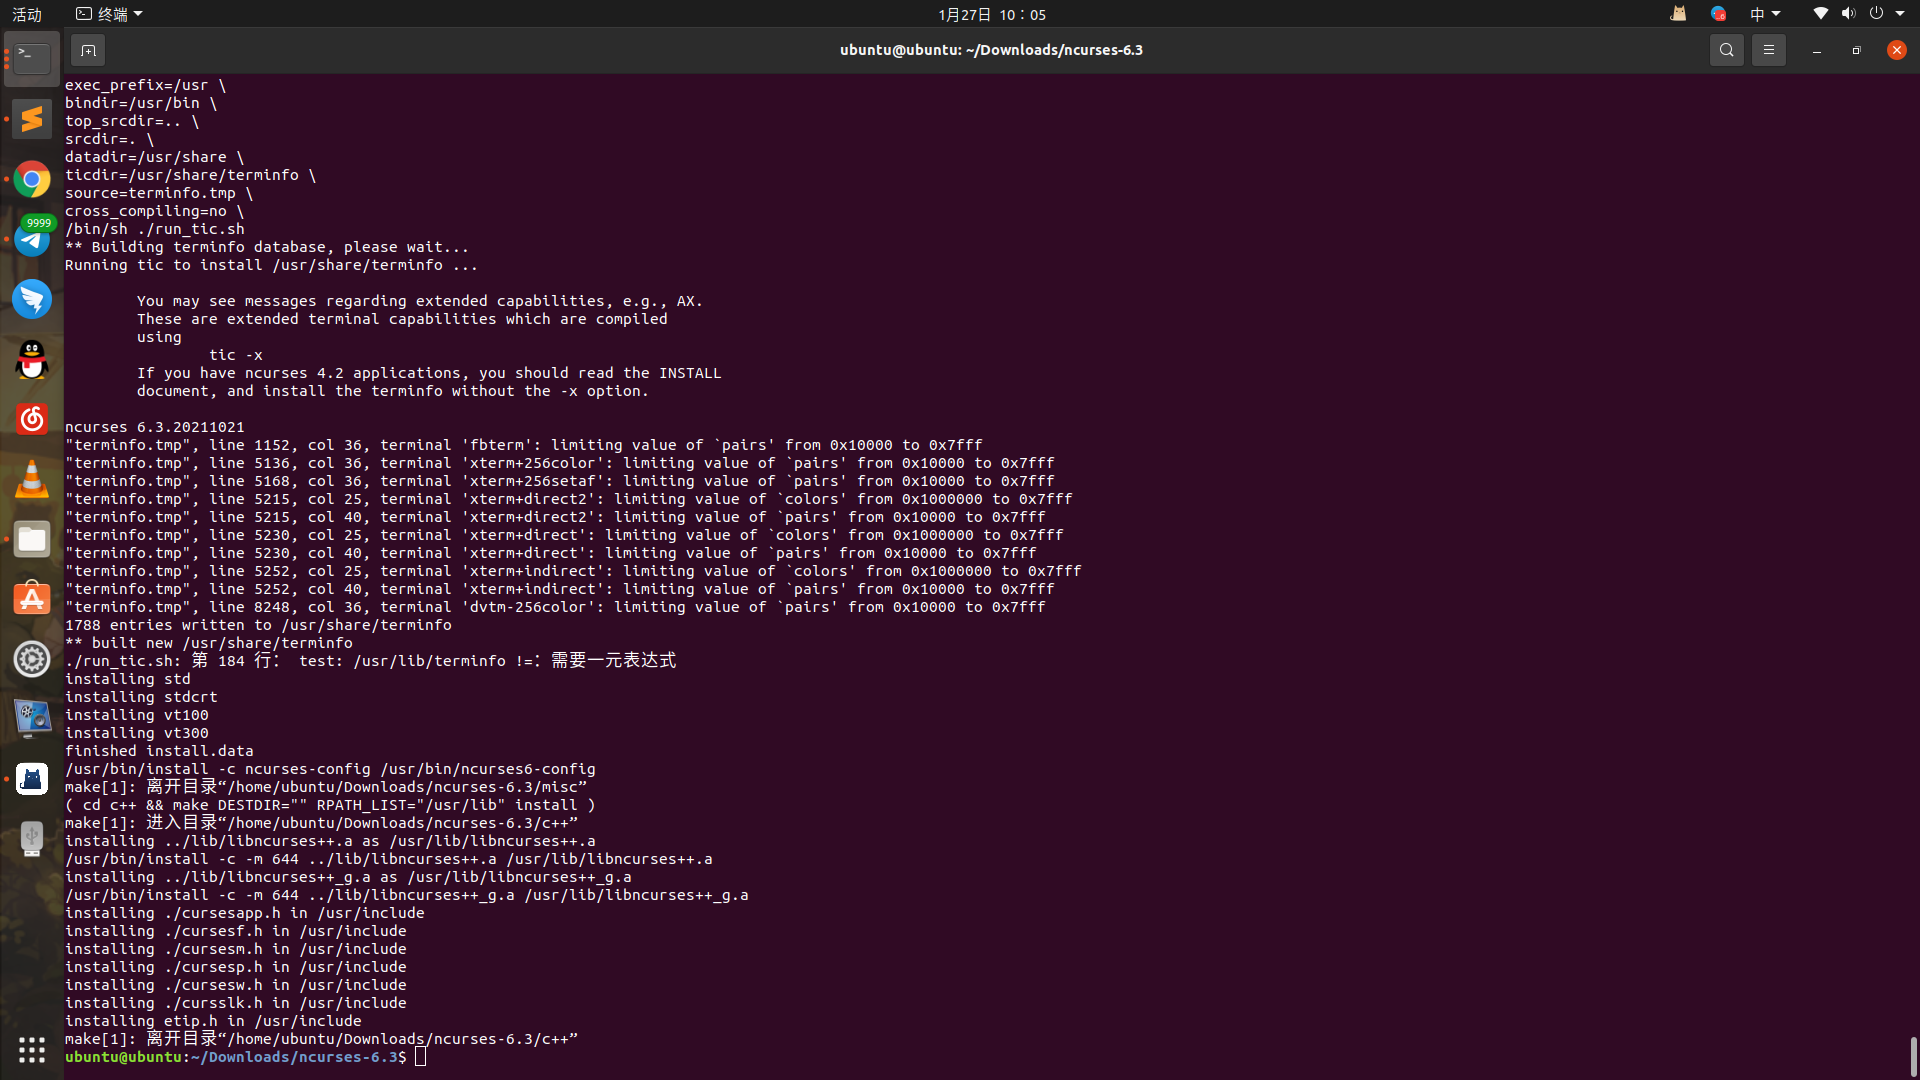 活动
终端
1月27日 10：05
中
ubuntu@ubuntu: ~/Downloads/ncurses-6.3
9999
exec_prefix=/usr \
bindir=/usr/bin \
top_srcdir=.. \
srcdir=. \
datadir=/usr/share \
ticdir=/usr/share/terminfo \
source=terminfo.tmp \
cross_compiling=no \
/bin/sh ./run_tic.sh
** Building terminfo database, please wait...
Running tic to install /usr/share/terminfo ...
You may see messages regarding extended capabilities, e.g., AX.
These are extended terminal capabilities which are compiled
using
tic -x
If you have ncurses 4.2 applications, you should read the INSTALL
document, and install the terminfo without the -x option.
ncurses 6.3.20211021
"terminfo.tmp", line 1152, col 36, terminal 'fbterm': limiting value of `pairs' from 0x10000 to 0x7fff
"terminfo.tmp", line 5136, col 36, terminal 'xterm+256color': limiting value of `pairs' from 0x10000 to 0x7fff
"terminfo.tmp", line 5168, col 36, terminal 'xterm+256setaf': limiting value of `pairs' from 0x10000 to 0x7fff
"terminfo.tmp", line 5215, col 25, terminal 'xterm+direct2': limiting value of `colors' from 0x1000000 to 0x7fff
"terminfo.tmp", line 5215, col 40, terminal 'xterm+direct2': limiting value of `pairs' from 0x10000 to 0x7fff
"terminfo.tmp", line 5230, col 25, terminal 'xterm+direct': limiting value of `colors' from 0x1000000 to 0x7fff
"terminfo.tmp", line 5230, col 40, terminal 'xterm+direct': limiting value of `pairs' from 0x10000 to 0x7fff
"terminfo.tmp", line 5252, col 25, terminal 'xterm+indirect': limiting value of `colors' from 0x1000000 to 0x7fff
"terminfo.tmp", line 5252, col 40, terminal 'xterm+indirect': limiting value of `pairs' from 0x10000 to 0x7fff
"terminfo.tmp", line 8248, col 36, terminal 'dvtm-256color': limiting value of `pairs' from 0x10000 to 0x7fff
1788 entries written to /usr/share/terminfo
** built new /usr/share/terminfo
./run_tic.sh: 第 184 行： test: /usr/lib/terminfo !=：需要一元表达式
installing std
installing stdcrt
installing vt100
installing vt300
finished install.data
/usr/bin/install -c ncurses-config /usr/bin/ncurses6-config
make[1]: 离开目录“/home/ubuntu/Downloads/ncurses-6.3/misc”
( cd c++ && make DESTDIR="" RPATH_LIST="/usr/lib" install )
make[1]: 进入目录“/home/ubuntu/Downloads/ncurses-6.3/c++”
installing ../lib/libncurses++.a as /usr/lib/libncurses++.a
/usr/bin/install -c -m 644 ../lib/libncurses++.a /usr/lib/libncurses++.a
installing ../lib/libncurses++_g.a as /usr/lib/libncurses++_g.a
/usr/bin/install -c -m 644 ../lib/libncurses++_g.a /usr/lib/libncurses++_g.a
installing ./cursesapp.h in /usr/include
installing ./cursesf.h in /usr/include
installing ./cursesm.h in /usr/include
installing ./cursesp.h in /usr/include
installing ./cursesw.h in /usr/include
installing ./cursslk.h in /usr/include
installing etip.h in /usr/include
make[1]: 离开目录“/home/ubuntu/Downloads/ncurses-6.3/c++”
ubuntu@ubuntu:~/Downloads/ncurses-6.3$